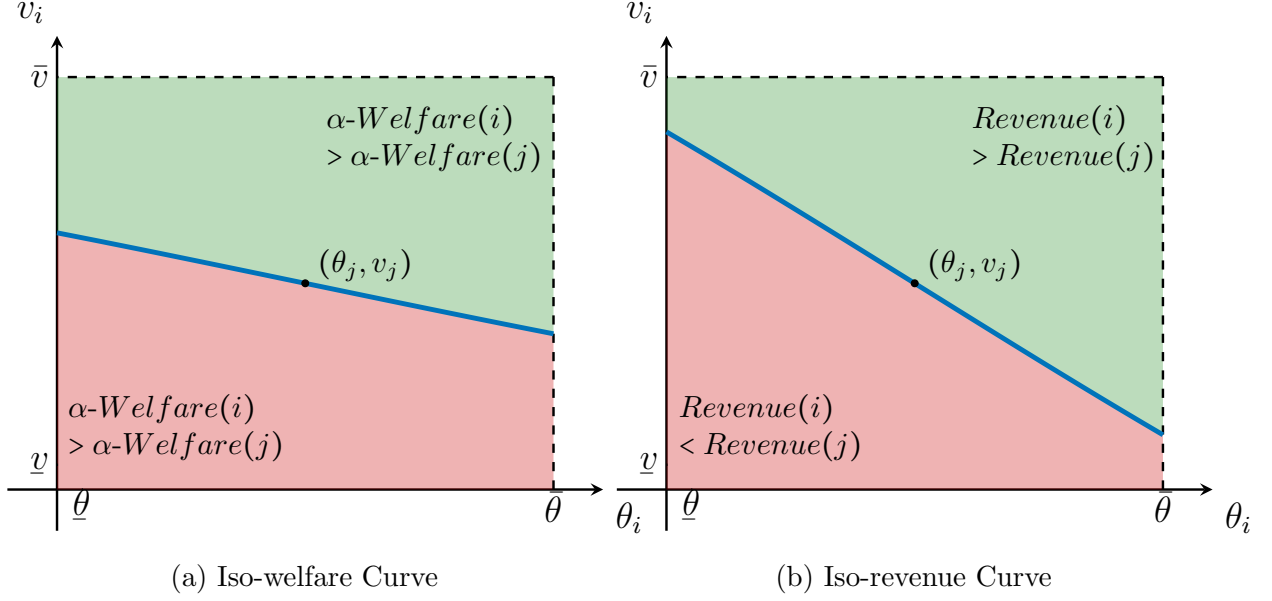 v_i
v̄
α-Welfare(i)
> α-Welfare(j)
(θ_j, v_j)
α-Welfare(i)
> α-Welfare(j)
v̲
θ̲
θ̄
θ_i
(a) Iso-welfare Curve
v_i
v̄
Revenue(i)
> Revenue(j)
(θ_j, v_j)
Revenue(i)
< Revenue(j)
v̲
θ̲
θ̄
θ_i
(b) Iso-revenue Curve